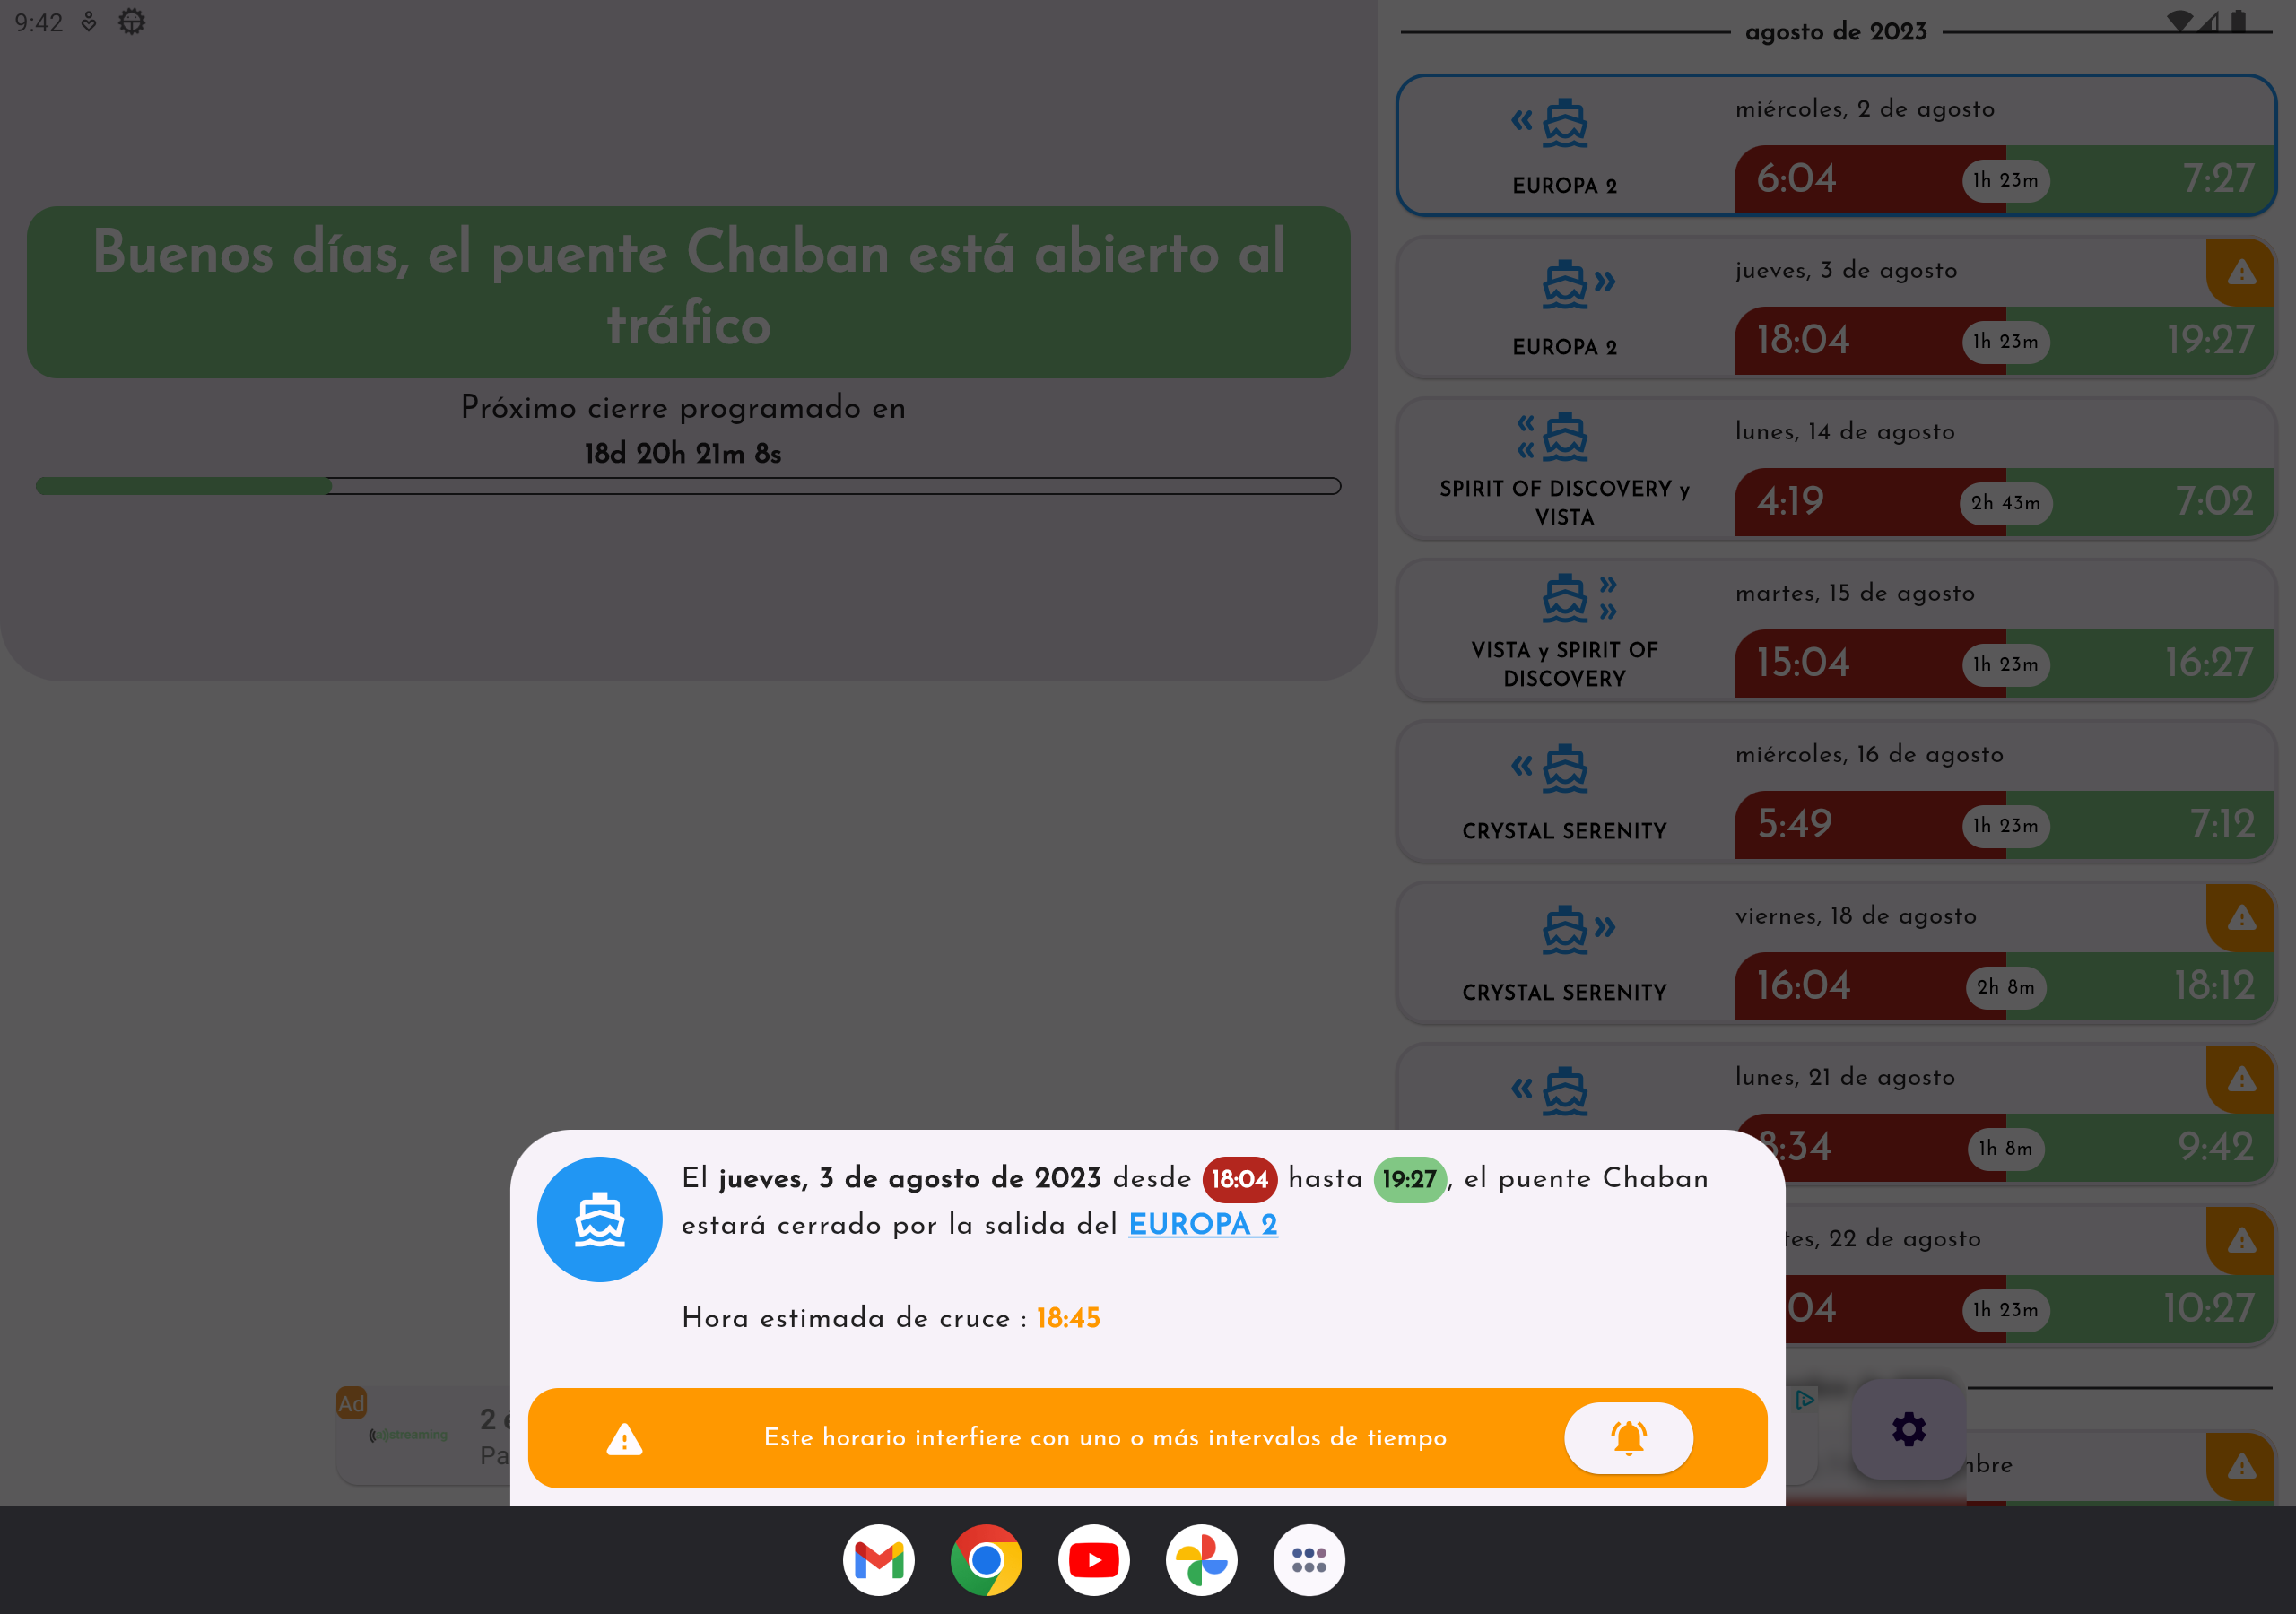 9:42
Buenos días, el puente Chaban está abierto al
tráfico
Próximo cierre programado en
18d 20h 21m 8s
agosto de 2023
miércoles, 2 de agosto
EUROPA 2
6:04
1h 23m
7:27
jueves, 3 de agosto
EUROPA 2
18:04
1h 23m
19:27
lunes, 14 de agosto
SPIRIT OF DISCOVERY y
VISTA
4:19
2h 43m
7:02
martes, 15 de agosto
VISTA y SPIRIT OF
DISCOVERY
15:04
1h 23m
16:27
miércoles, 16 de agosto
CRYSTAL SERENITY
5:49
1h 23m
7:12
viernes, 18 de agosto
CRYSTAL SERENITY
16:04
2h 8m
18:12
lunes, 21 de agosto
8:34
1h 8m
9:42
tes, 22 de agosto
04
1h 23m
10:27
mbre
El jueves, 3 de agosto de 2023 desde 18:04 hasta 19:27, el puente Chaban
estará cerrado por la salida del EUROPA 2
Hora estimada de cruce : 18:45
Este horario interfiere con uno o más intervalos de tiempo
Ad
streaming
2 e
Pa